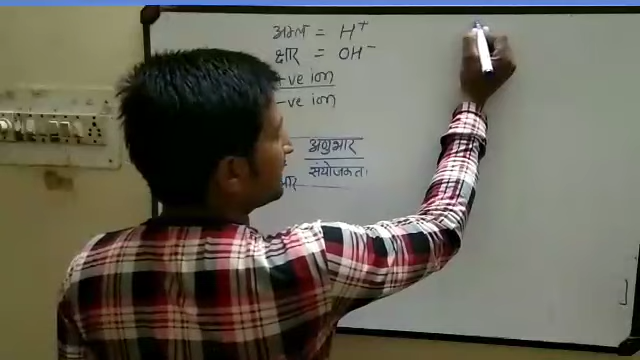 अम्ल = H⁺
क्षार = OH⁻
+ve ion
-ve ion
अणुभार
संयोजकता